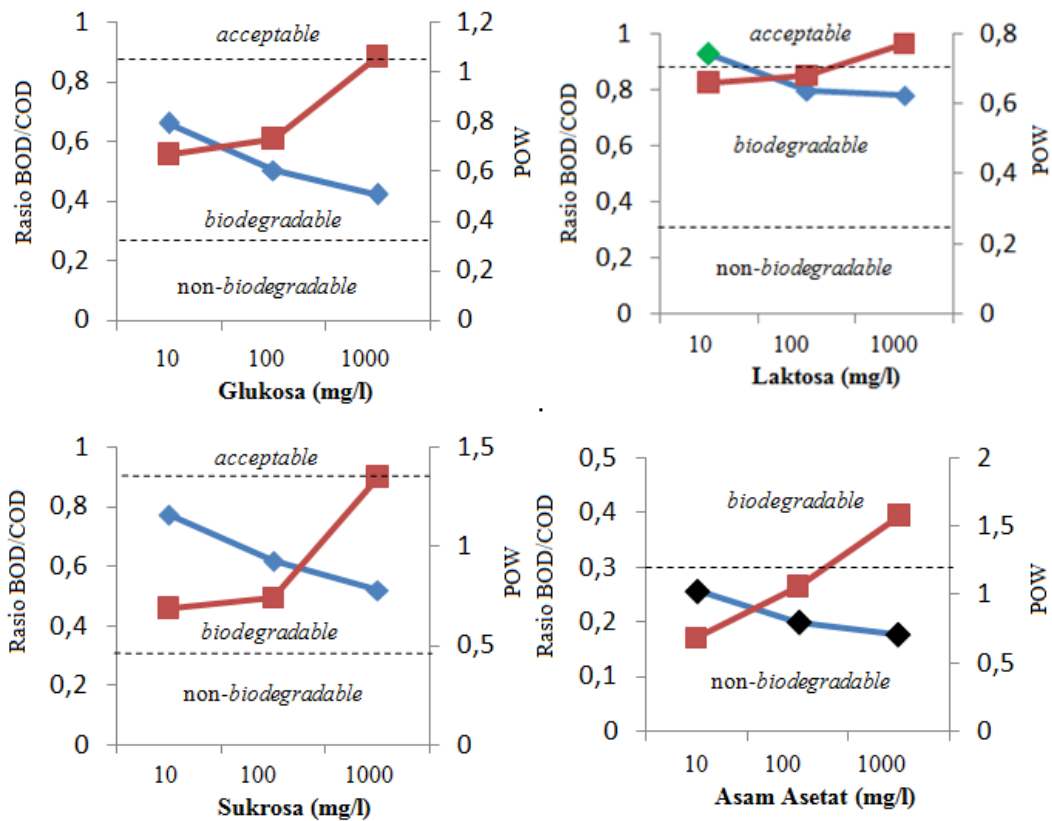 Rasio BOD/COD
1
0,8
0,6
0,4
0,2
0
acceptable
biodegradable
non-biodegradable
1,2
1
0,8
0,6
0,4
0,2
0
POW
10 100 1000
Glukosa (mg/l)
Rasio BOD/COD
1
0,8
0,6
0,4
0,2
0
acceptable
biodegradable
non-biodegradable
0,8
0,6
0,4
0,2
0
POW
10 100 1000
Laktosa (mg/l)
Rasio BOD/COD
1
0,8
0,6
0,4
0,2
0
acceptable
biodegradable
non-biodegradable
1,5
1
0,5
0
POW
10 100 1000
Sukrosa (mg/l)
Rasio BOD/COD
0,5
0,4
0,3
0,2
0,1
0
biodegradable
non-biodegradable
2
1,5
1
0,5
0
POW
10 100 1000
Asam Asetat (mg/l)